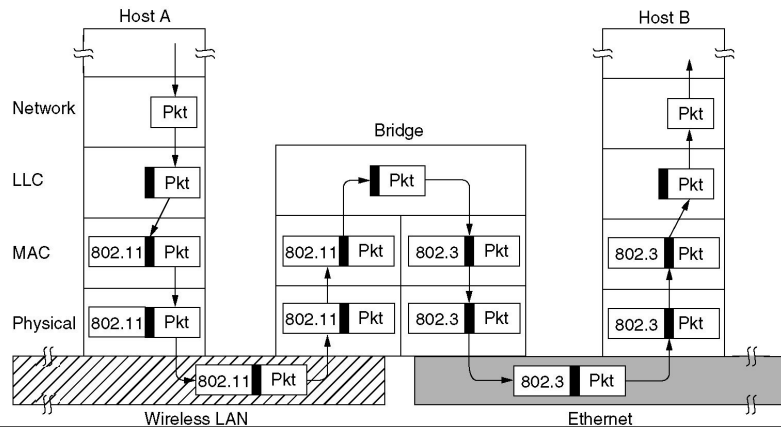 Host A
Host B
Network
Pkt
Pkt
Bridge
LLC
Pkt
Pkt
Pkt
MAC
802.11 Pkt
802.11 Pkt
802.3 Pkt
802.3 Pkt
Physical
802.11 Pkt
802.11 Pkt
802.3 Pkt
802.3 Pkt
802.11 Pkt
802.3 Pkt
Wireless LAN
Ethernet